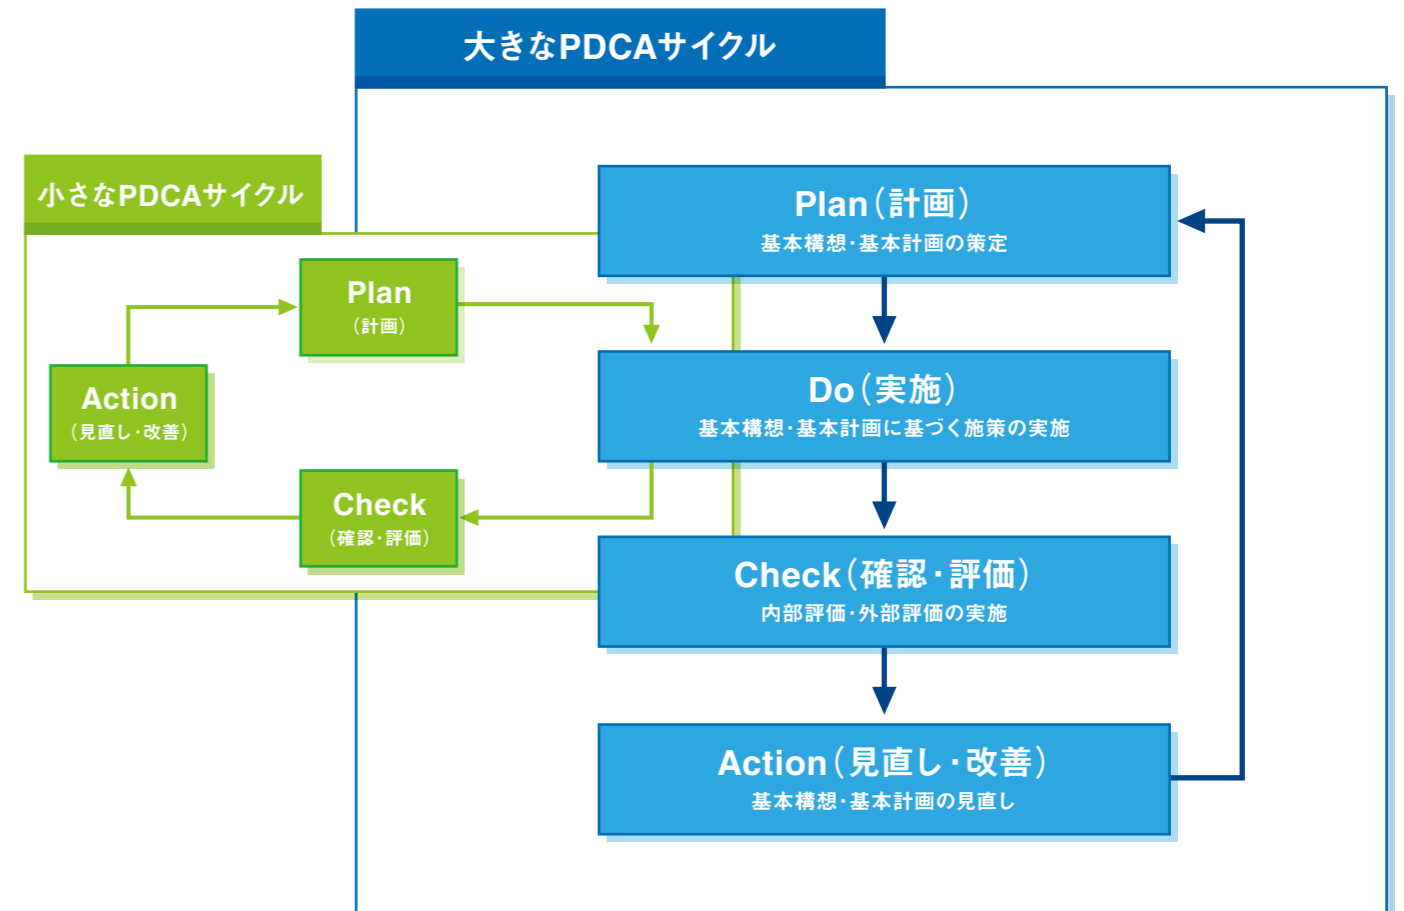 大きなPDCAサイクル
小さなPDCAサイクル
Plan（計画）
基本構想・基本計画の策定
Plan
（計画）
Do（実施）
基本構想・基本計画に基づく施策の実施
Action
（見直し・改善）
Check
（確認・評価）
Check（確認・評価）
内部評価・外部評価の実施
Action（見直し・改善）
基本構想・基本計画の見直し